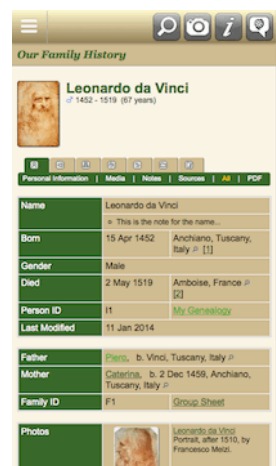 Our Family History
Leonardo da Vinci
♂ 1452 - 1519 (67 years)
Personal Information | Media | Notes | Sources | All | PDF
Name Leonardo da Vinci
This is the note for the name...
Born 15 Apr 1452 Anchiano, Tuscany,
Italy [1]
Gender Male
Died 2 May 1519 Amboise, France
[2]
Person ID I1 My Genealogy
Last Modified 11 Jan 2014
Father Piero, b. Vinci, Tuscany, Italy
Mother Caterina, b. 2 Dec 1459, Anchiano,
Tuscany, Italy
Family ID F1 Group Sheet
Photos Leonardo da Vinci
Portrait, after 1510, by
Francesco Melzi.